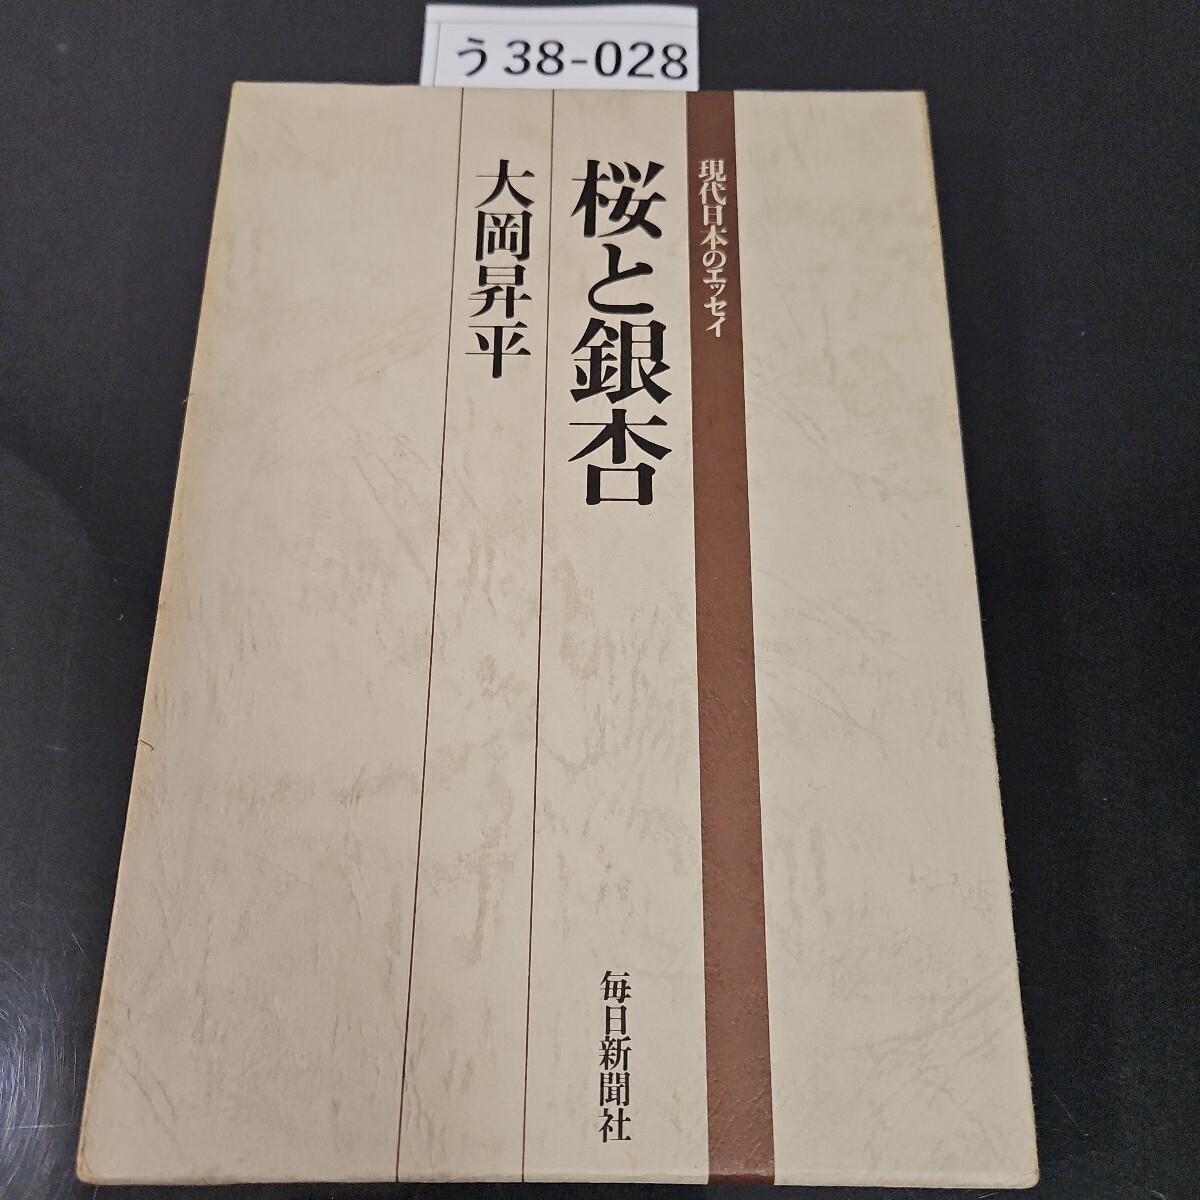 う38-028
現代日本のエッセイ
桜と銀杏
大岡昇平
毎日新聞社